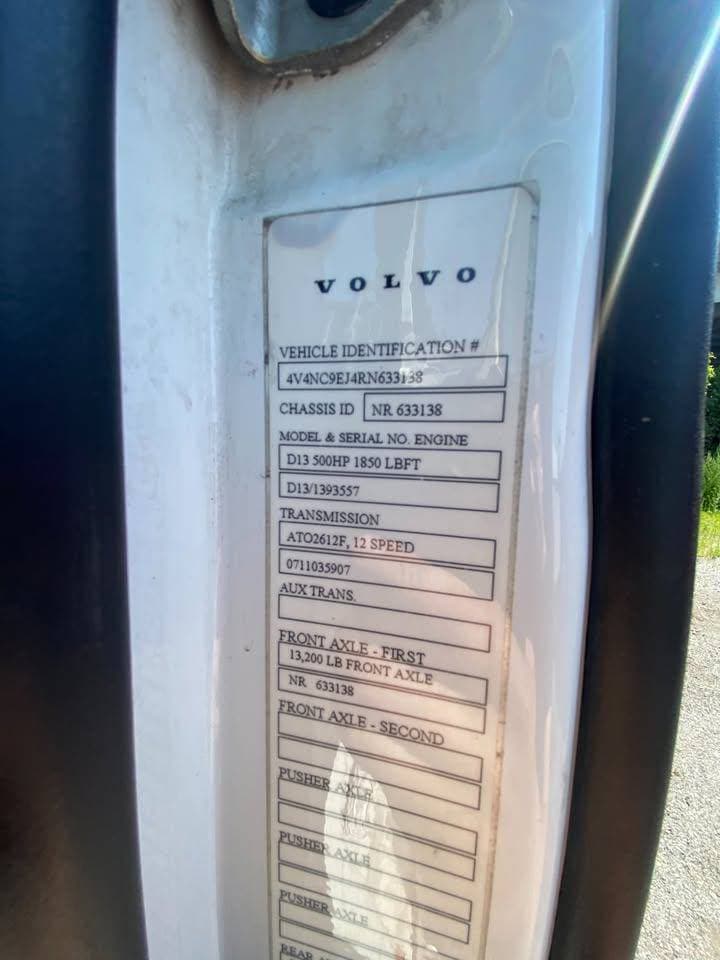 VOLVO
VEHICLE IDENTIFICATION #
4V4NC9EJ4RN633138
CHASSIS ID NR 633138
MODEL & SERIAL NO. ENGINE
D13 500HP 1850 LBFT
D13/1393557
TRANSMISSION
ATO2612F, 12 SPEED
0711035907
AUX TRANS.
FRONT AXLE - FIRST
13,200 LB FRONT AXLE
NR 633138
FRONT AXLE - SECOND
PUSHER AXLE
PUSHER AXLE
PUSHER AXLE
REAR